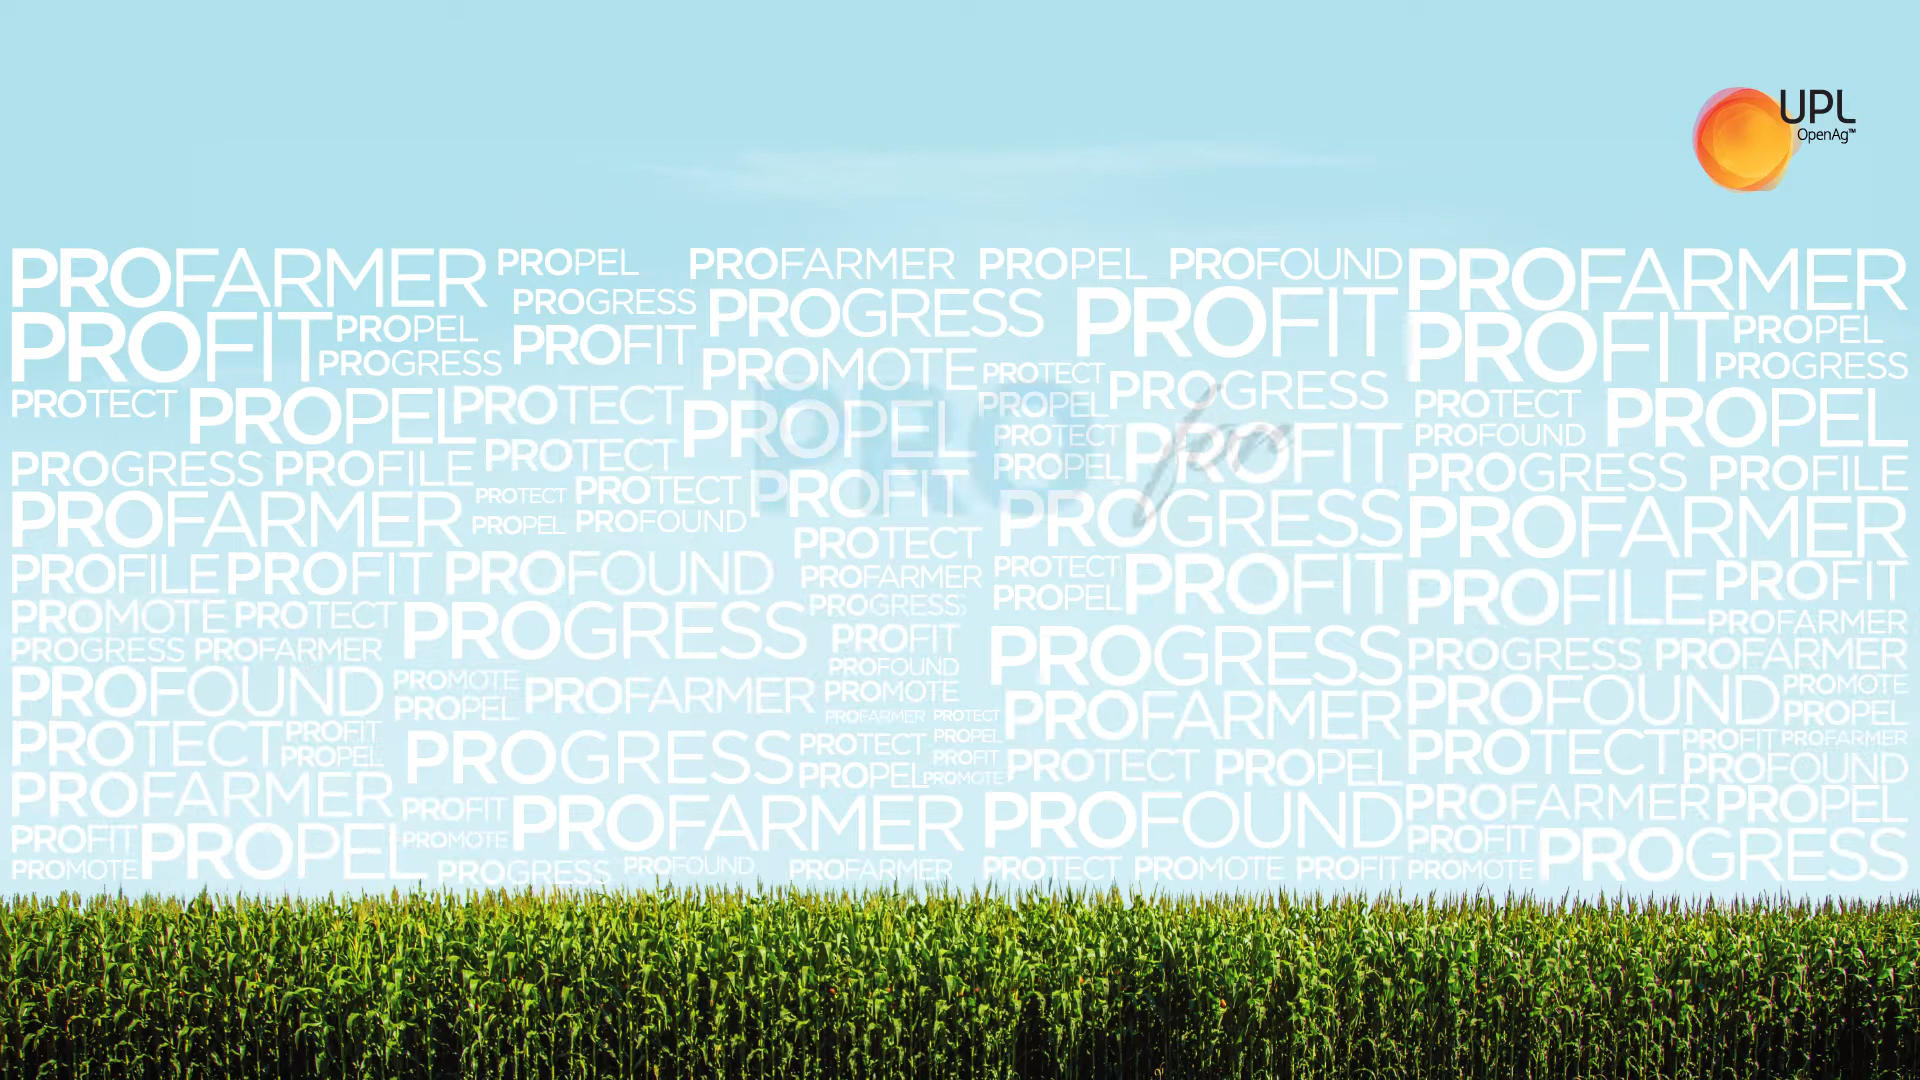 UPL
OpenAg™
PROFARMER PROPEL PROFARMER PROPEL PROFOUND PROFARMER
PROGRESS PROGRESS PROFIT
PROFIT PROPEL PROFIT PROFIT PROPEL
PROGRESS PROMOTE PROTECT PROGRESS PROGRESS
PROTECT PROPEL PROTECT PROPEL PROPEL PROTECT PROPEL
PRO for
PROTECT PROTECT PROFIT PROFOUND
PROGRESS PROFILE PROPEL PROGRESS PROFILE
PROFARMER PROTECT PROTECT PROFIT PROGRESS PROFARMER
PROPEL PROFOUND
PROTECT
PROFILE PROFIT PROFOUND PROFARMER PROTECT PROFIT PROFILE PROFIT
PROMOTE PROTECT PROGRESS PROGRESS PROPEL PROFARMER
PROGRESS PROFARMER PROFIT PROGRESS PROGRESS PROFARMER
PROFOUND PROMOTE PROFARMER PROFOUND PROFOUND PROMOTE
PROPEL PROMOTE PROFARMER PROPEL
PROFARMER PROTECT
PROTECT PROFIT PROGRESS PROTECT PROPEL PROTECT PROFIT PROFARMER
PROPEL PROPEL PROFIT PROTECT PROPEL PROFOUND
PROMOTE
PROFARMER PROFIT PROFARMER PROFOUND PROFARMER PROPEL
PROFIT PROPEL PROMOTE PROFIT PROGRESS
PROMOTE PROGRESS PROFOUND PROFARMER PROTECT PROMOTE PROFIT PROMOTE